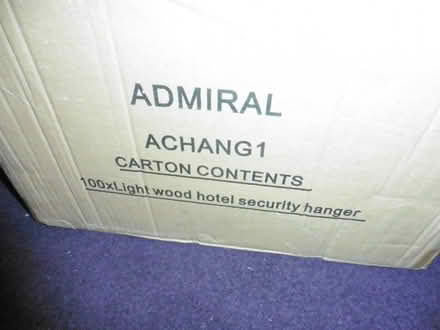 ADMIRAL
ACHANG1
CARTON CONTENTS
100xLight wood hotel security hanger